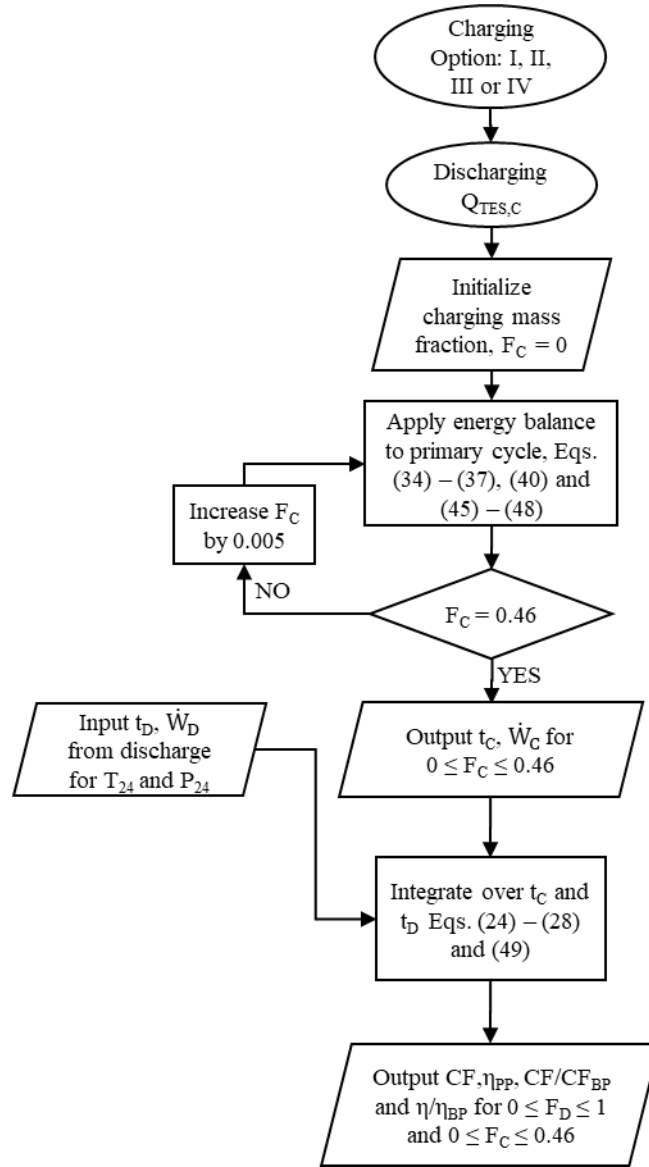 Charging
Option: I, II,
III or IV
Discharging
Q_TES,C
Initialize
charging mass
fraction, F_C = 0
Apply energy balance
to primary cycle, Eqs.
(34) – (37), (40) and
(45) – (48)
Increase F_C
by 0.005
NO
F_C = 0.46
YES
Input t_D, Ẇ_D
from discharge
for T_24 and P_24
Output t_C, Ẇ_C for
0 ≤ F_C ≤ 0.46
Integrate over t_C and
t_D Eqs. (24) – (28)
and (49)
Output CF,η_PP, CF/CF_BP
and η/η_BP for 0 ≤ F_D ≤ 1
and 0 ≤ F_C ≤ 0.46